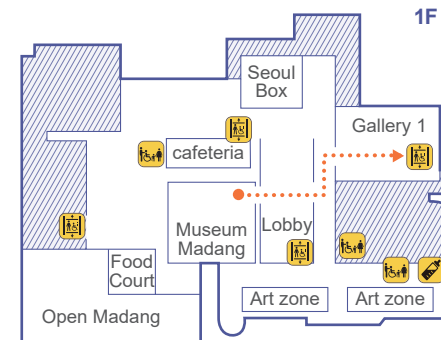 1F
Seoul
Box
Gallery 1
cafeteria
Museum
Madang
Lobby
Food
Court
Art zone
Art zone
Open Madang